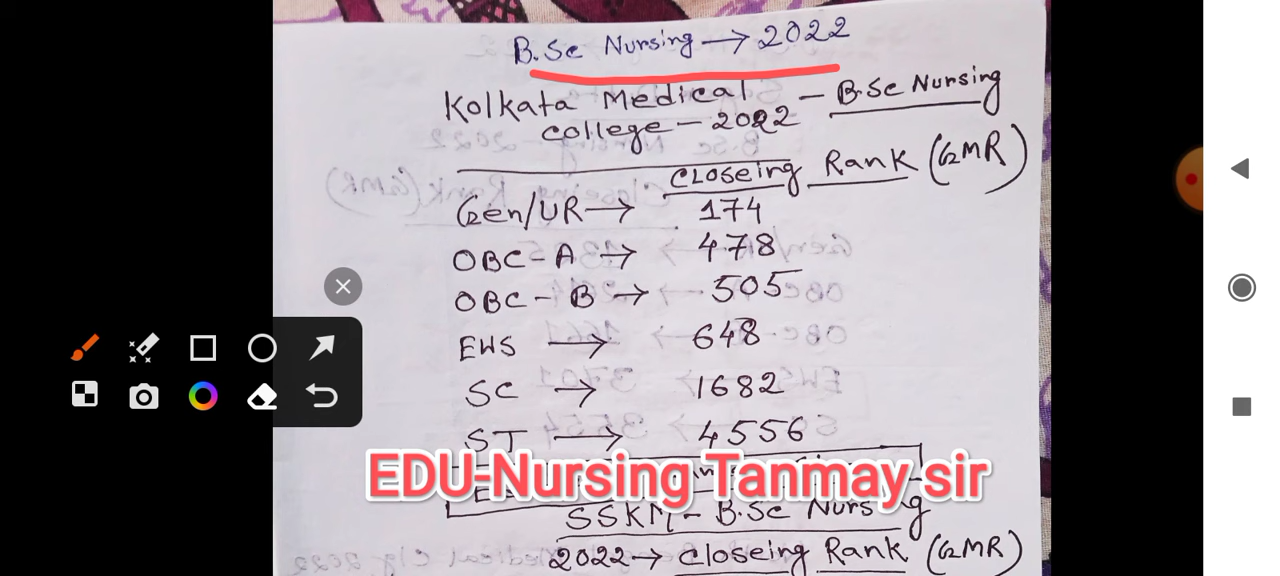 B.Sc Nursing → 2022
Kolkata Medical
college - 2022 - B.Sc Nursing
CLOSeing Rank (GMR)
Gen/UR → 174
OBC-A → 478
OBC-B → 505
EWS → 648
SC → 1682
ST → 4556
EDU-Nursing Tanmay sir
SSKM - B.Sc Nursing
2022 → Closeing Rank (GMR)